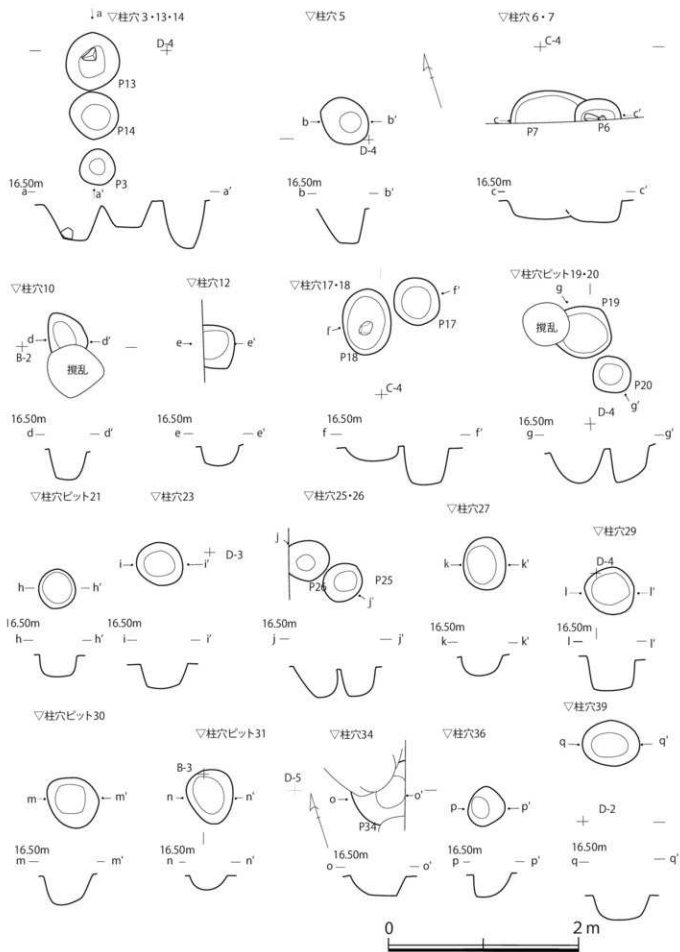 ▽柱穴 3・13・14
a
D-4
P13
P14
P3
a'
16.50m
a
a'
▽柱穴 5
b
b'
D-4
16.50m
b
b'
▽柱穴 6・7
C-4
c
c'
P7
P6
16.50m
c
c'
▽柱穴10
d
d'
B-2
撹乱
16.50m
d
d'
▽柱穴12
e
e'
16.50m
e
e'
▽柱穴17・18
f
f'
P17
P18
C-4
16.50m
f
f'
▽柱穴ピット19・20
g
P19
撹乱
P20
g'
D-4
16.50m
g
g'
▽柱穴ピット21
h
h'
16.50m
h
h'
▽柱穴23
D-3
i
i'
16.50m
i
i'
▽柱穴25・26
j
P26
P25
j'
16.50m
j
j'
▽柱穴27
k
k'
16.50m
k
k'
▽柱穴29
D-4
l
l'
16.50m
l
l'
▽柱穴ピット30
m
m'
16.50m
m
m'
▽柱穴ピット31
B-3
n
n'
16.50m
n
n'
▽柱穴34
D-5
o
o'
P34
16.50m
o
o'
▽柱穴36
p
p'
16.50m
p
p'
▽柱穴39
q
q'
D-2
16.50m
q
q'
0
2 m